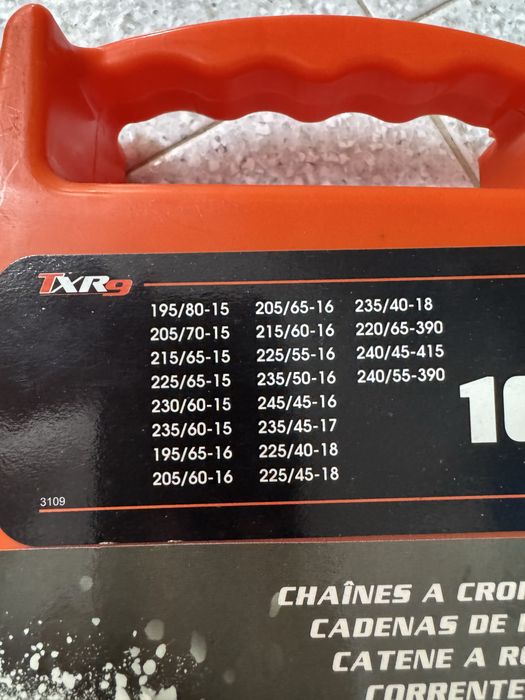 TXR9
195/80-15 205/65-16 235/40-18
205/70-15 215/60-16 220/65-390
215/65-15 225/55-16 240/45-415
225/65-15 235/50-16 240/55-390
230/60-15 245/45-16
235/60-15 235/45-17
195/65-16 225/40-18
205/60-16 225/45-18
10
3109
CHAÎNES A
CADENAS DE
CATENE A
CORRENTE